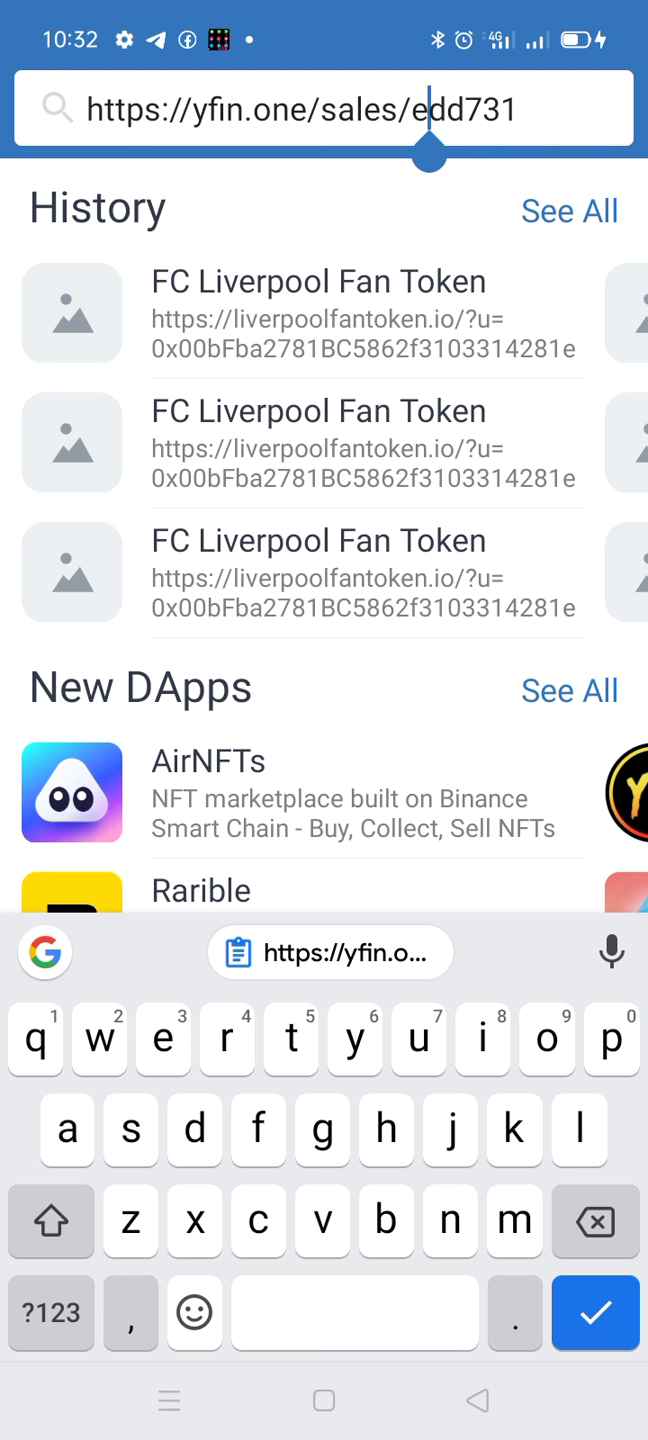 10:32
4G
https://yfin.one/sales/edd731
History
See All
FC Liverpool Fan Token
https://liverpoolfantoken.io/?u=
0x00bFba2781BC5862f3103314281e
FC Liverpool Fan Token
https://liverpoolfantoken.io/?u=
0x00bFba2781BC5862f3103314281e
FC Liverpool Fan Token
https://liverpoolfantoken.io/?u=
0x00bFba2781BC5862f3103314281e
New DApps
See All
AirNFTs
NFT marketplace built on Binance
Smart Chain - Buy, Collect, Sell NFTs
Rarible
https://yfin.o...
1 2 3 4 5 6 7 8 9 0
q w e r t y u i o p
a s d f g h j k l
z x c v b n m
?123 , .